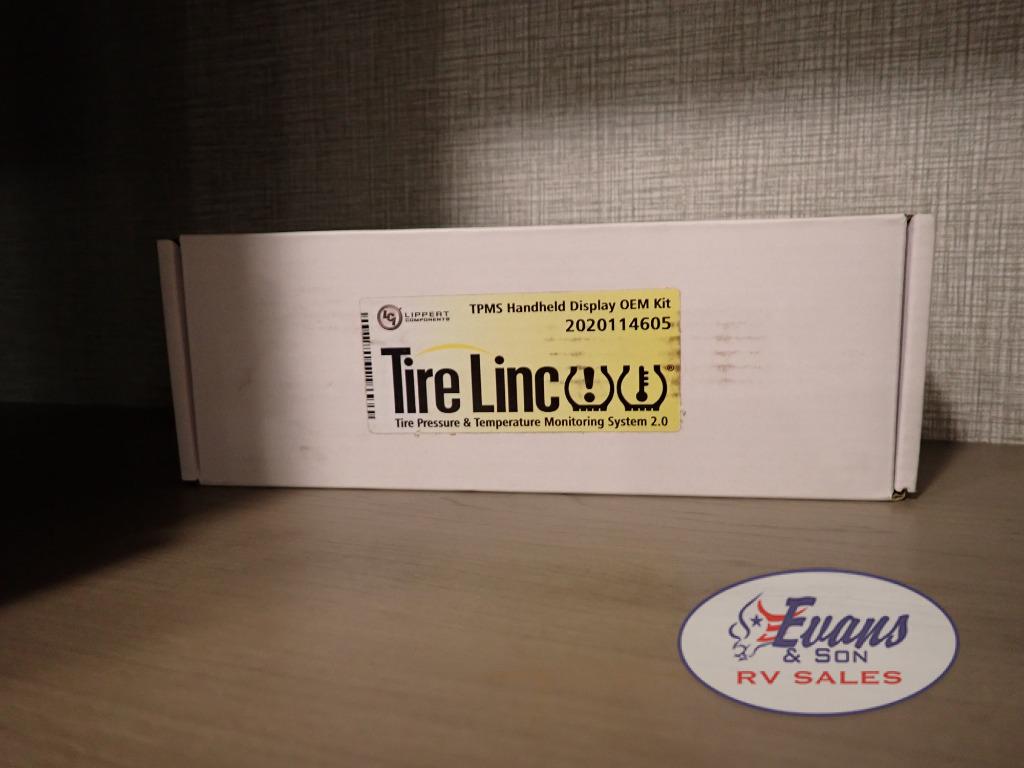 LCI LIPPERT
COMPONENTS
TPMS Handheld Display OEM Kit
2020114605
Tire Linc®
Tire Pressure & Temperature Monitoring System 2.0
Evans
& SON
RV SALES